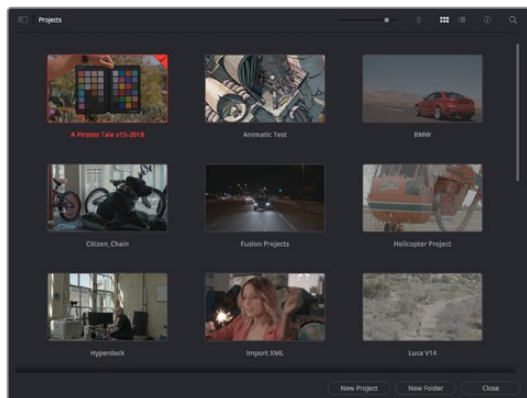 Projects
A Pirates Tale v15-2018
Animatic Test
BMW
Citizen_Chain
Fusion Projects
Helicopter Project
Hyperdeck
Import XML
Luca V14
New Project
New Folder
Close